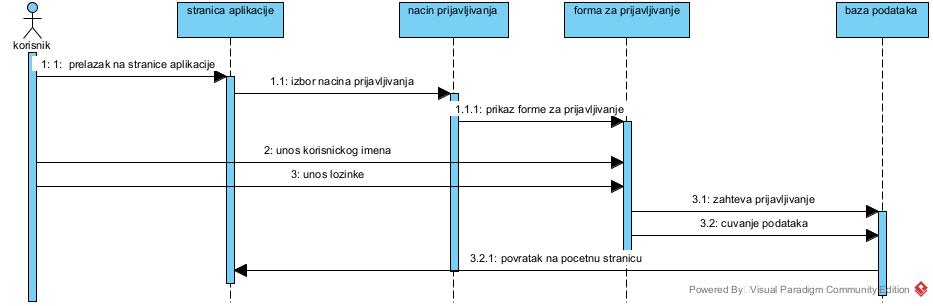 stranica aplikacije
nacin prijavljivanja
forma za prijavljivanje
baza podataka
korisnik
1: 1: prelazak na stranice aplikacije
1.1: izbor nacina prijavljivanja
1.1.1: prikaz forme za prijavljivanje
2: unos korisnickog imena
3: unos lozinke
3.1: zahteva prijavljivanje
3.2: cuvanje podataka
3.2.1: povratak na pocetnu stranicu
Powered By Visual Paradigm Community Edition